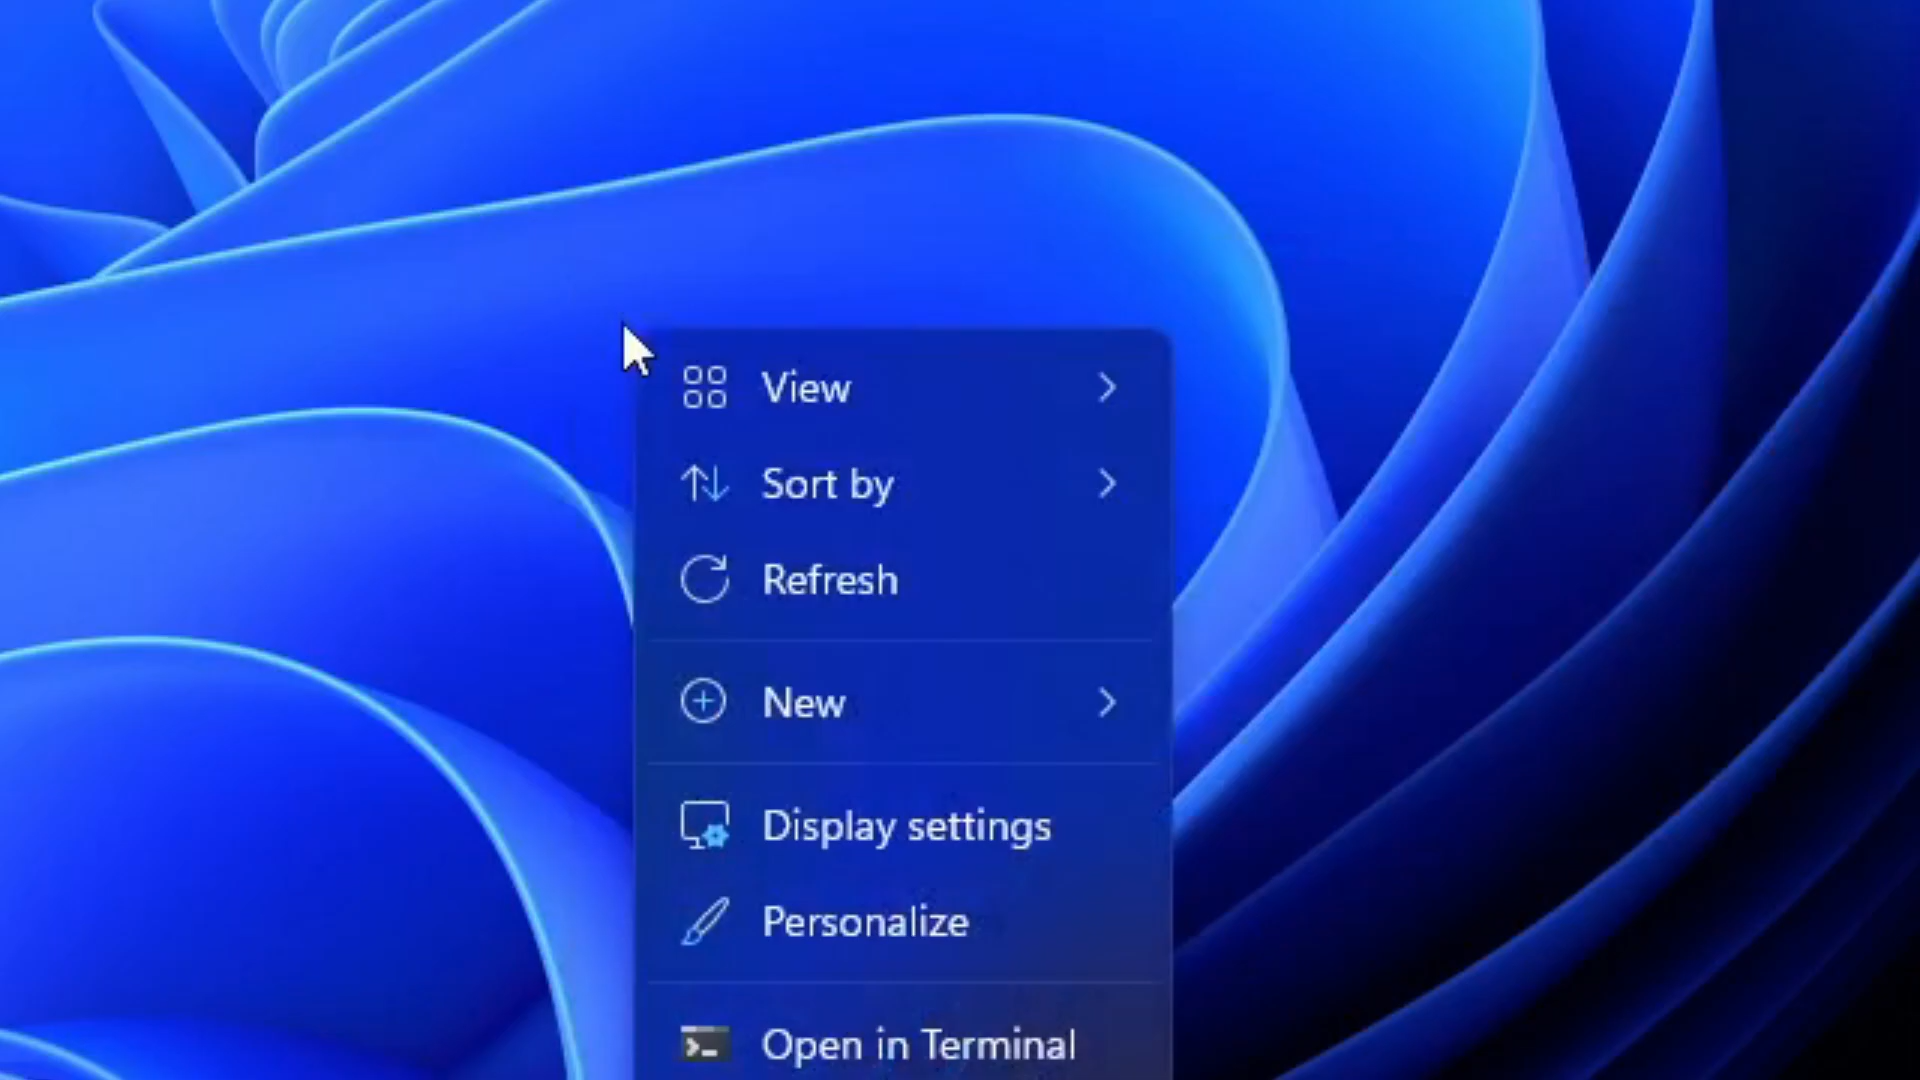 View
Sort by
Refresh
New
Display settings
Personalize
Open in Terminal